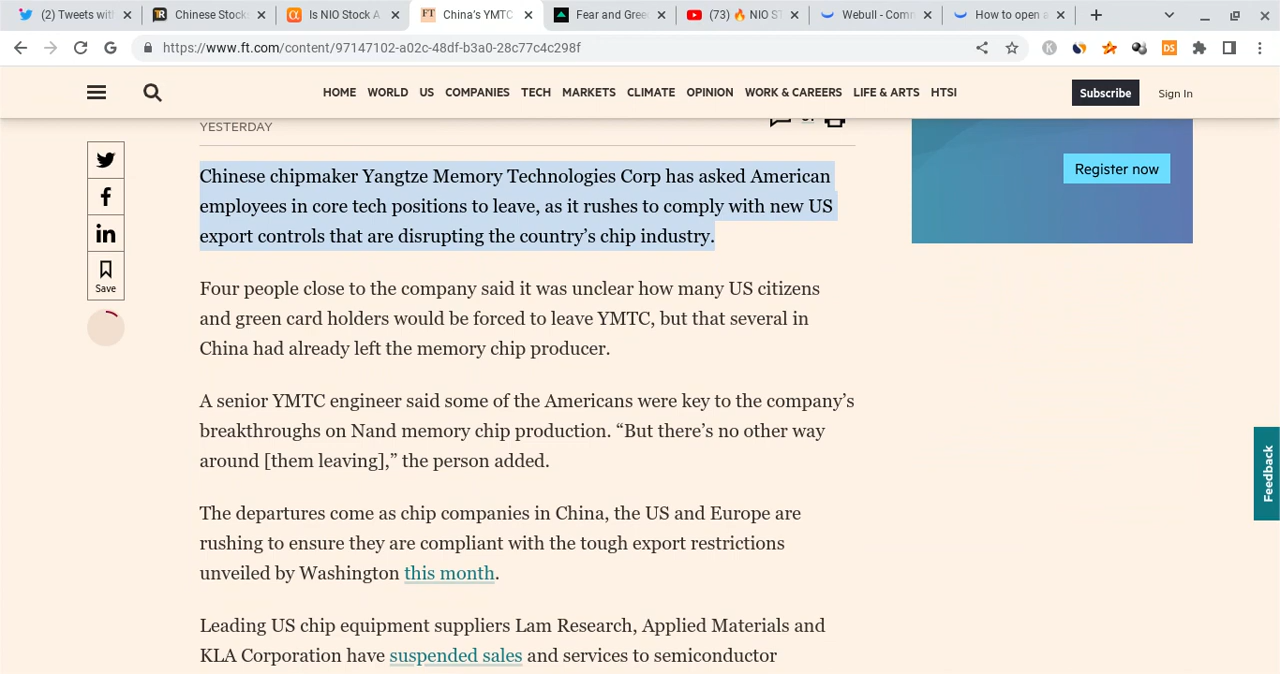 (2) Tweets wit
Chinese Stock
Is NIO Stock A
FT China's YMTC
Fear and Gree
(73) 🔥 NIO S
Webull - Com
How to open a
https://www.ft.com/content/97147102-a02c-48df-b3a0-28c77c4c298f
K
DS
HOME WORLD US COMPANIES TECH MARKETS CLIMATE OPINION WORK & CAREERS LIFE & ARTS HTSI
Subscribe
Sign In
YESTERDAY
Register now
Chinese chipmaker Yangtze Memory Technologies Corp has asked American
employees in core tech positions to leave, as it rushes to comply with new US
export controls that are disrupting the country’s chip industry.
Save
Four people close to the company said it was unclear how many US citizens
and green card holders would be forced to leave YMTC, but that several in
China had already left the memory chip producer.
A senior YMTC engineer said some of the Americans were key to the company’s
breakthroughs on Nand memory chip production. “But there’s no other way
around [them leaving],” the person added.
Feedback
The departures come as chip companies in China, the US and Europe are
rushing to ensure they are compliant with the tough export restrictions
unveiled by Washington this month.
Leading US chip equipment suppliers Lam Research, Applied Materials and
KLA Corporation have suspended sales and services to semiconductor